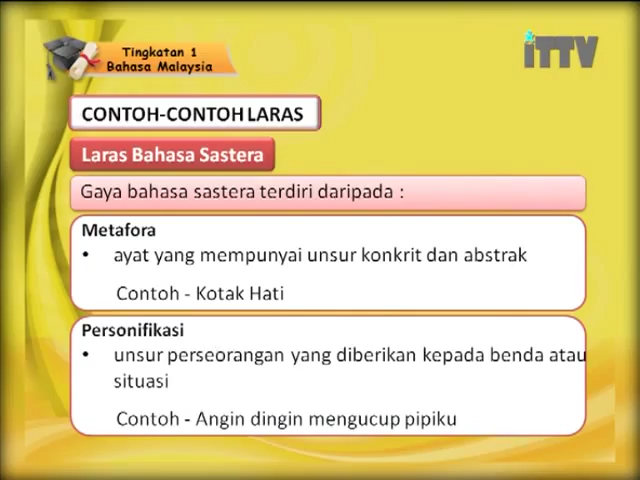 Tingkatan 1
Bahasa Malaysia
iTTV
CONTOH-CONTOH LARAS
Laras Bahasa Sastera
Gaya bahasa sastera terdiri daripada :
Metafora
• ayat yang mempunyai unsur konkrit dan abstrak
Contoh - Kotak Hati
Personifikasi
• unsur perseorangan yang diberikan kepada benda atau
situasi
Contoh - Angin dingin mengucup pipiku